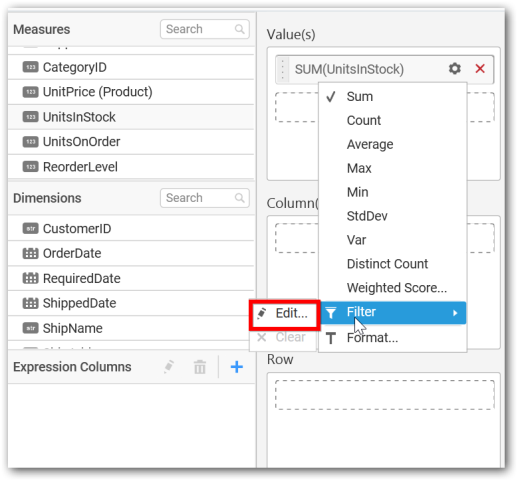 Measures
Search
123 CategoryID
123 UnitPrice (Product)
123 UnitsInStock
123 UnitsOnOrder
123 ReorderLevel
Dimensions
Search
str CustomerID
OrderDate
RequiredDate
ShippedDate
str ShipName
Expression Columns
Value(s)
SUM(UnitsInStock)
Sum
Count
Average
Max
Min
StdDev
Var
Distinct Count
Weighted Score...
Filter
Format...
Edit...
Clear
Column(
Row